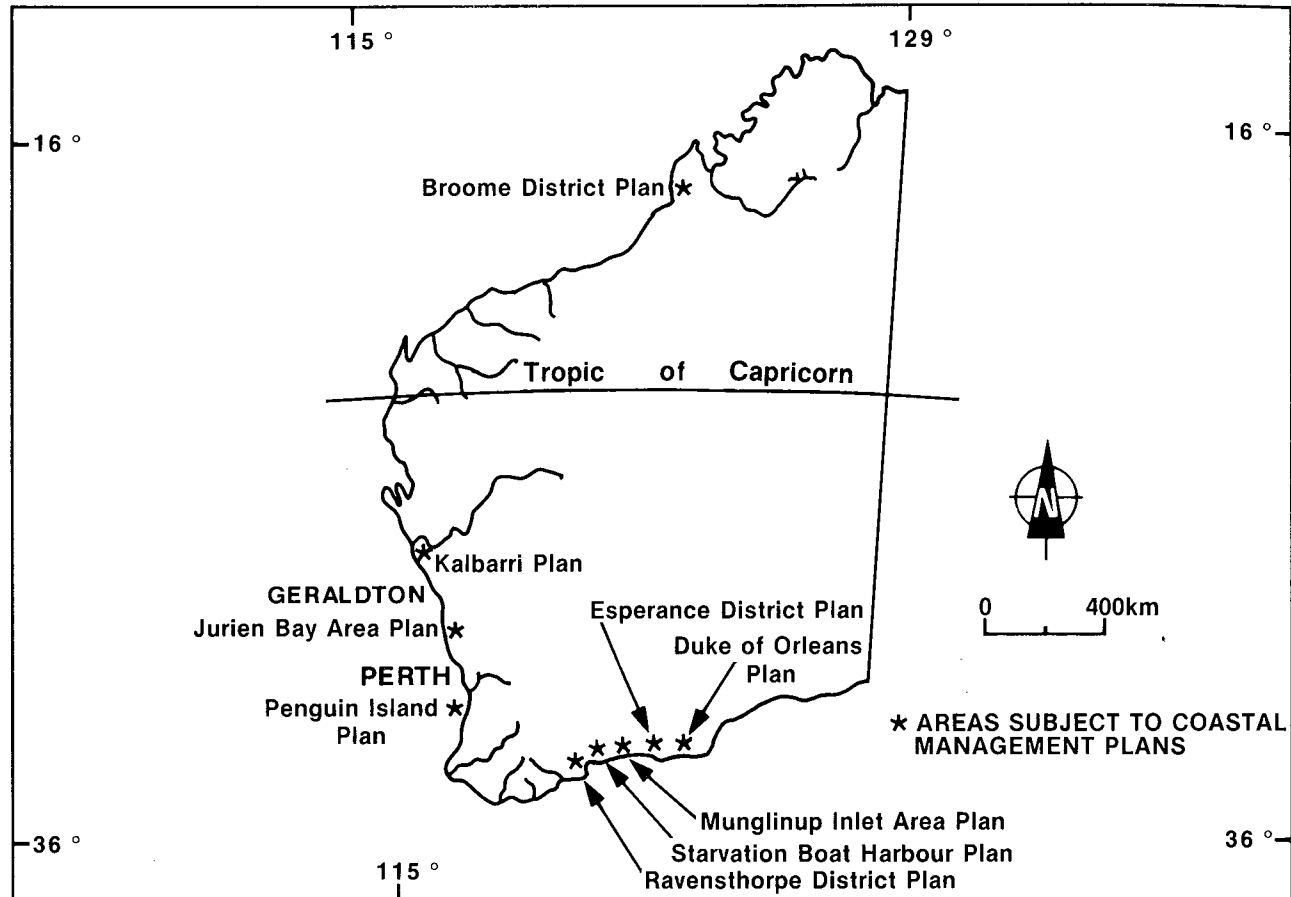 115 °
129 °
16 °
16 °
Broome District Plan
Tropic of Capricorn
N
Kalbarri Plan
GERALDTON
Jurien Bay Area Plan
Esperance District Plan
0 400km
Duke of Orleans
Plan
PERTH
Penguin Island
Plan
* AREAS SUBJECT TO COASTAL
MANAGEMENT PLANS
Munglinup Inlet Area Plan
Starvation Boat Harbour Plan
Ravensthorpe District Plan
36 °
36 °
115 °